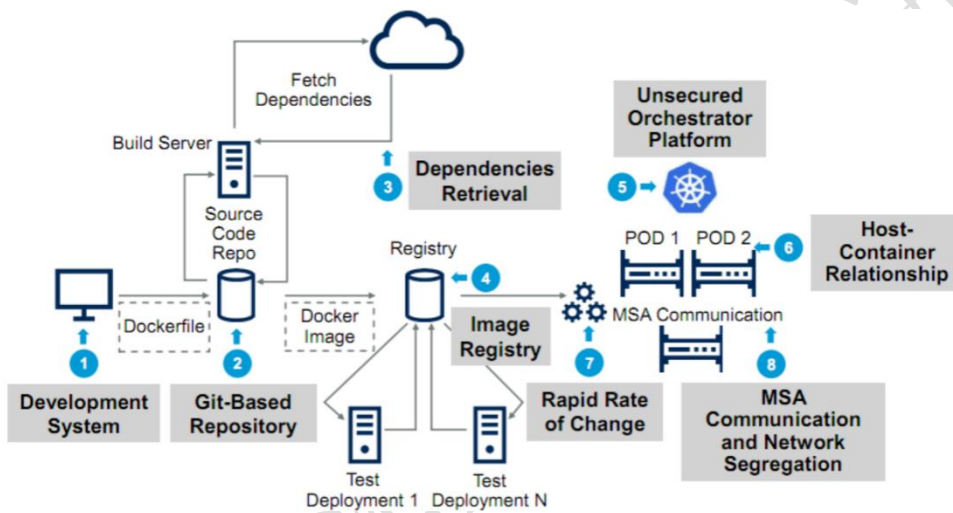 Fetch
Dependencies
Build Server
3
Dependencies
Retrieval
Unsecured
Orchestrator
Platform
5
Source
Code
Repo
Registry
4
POD 1
POD 2
6
Host-
Container
Relationship
Dockerfile
Docker
Image
Image
Registry
MSA Communication
1
2
7
8
Development
System
Git-Based
Repository
Rapid Rate
of Change
MSA
Communication
and Network
Segregation
Test
Deployment 1
Test
Deployment N